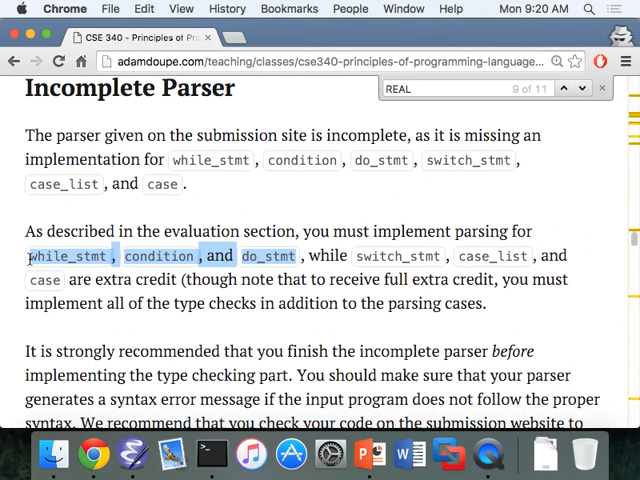 Chrome File Edit View History Bookmarks People Window Help Mon 9:20 AM
CSE 340 - Principles of Pr
adamdoupe.com/teaching/classes/cse340-principles-of-programming-language...
REAL 9 of 11
Incomplete Parser
The parser given on the submission site is incomplete, as it is missing an
implementation for while_stmt, condition, do_stmt, switch_stmt,
case_list, and case.
As described in the evaluation section, you must implement parsing for
while_stmt, condition, and do_stmt, while switch_stmt, case_list, and
case are extra credit (though note that to receive full extra credit, you must
implement all of the type checks in addition to the parsing cases.
It is strongly recommended that you finish the incomplete parser before
implementing the type checking part. You should make sure that your parser
generates a syntax error message if the input program does not follow the proper
syntax. We recommend that you check your code on the submission website to